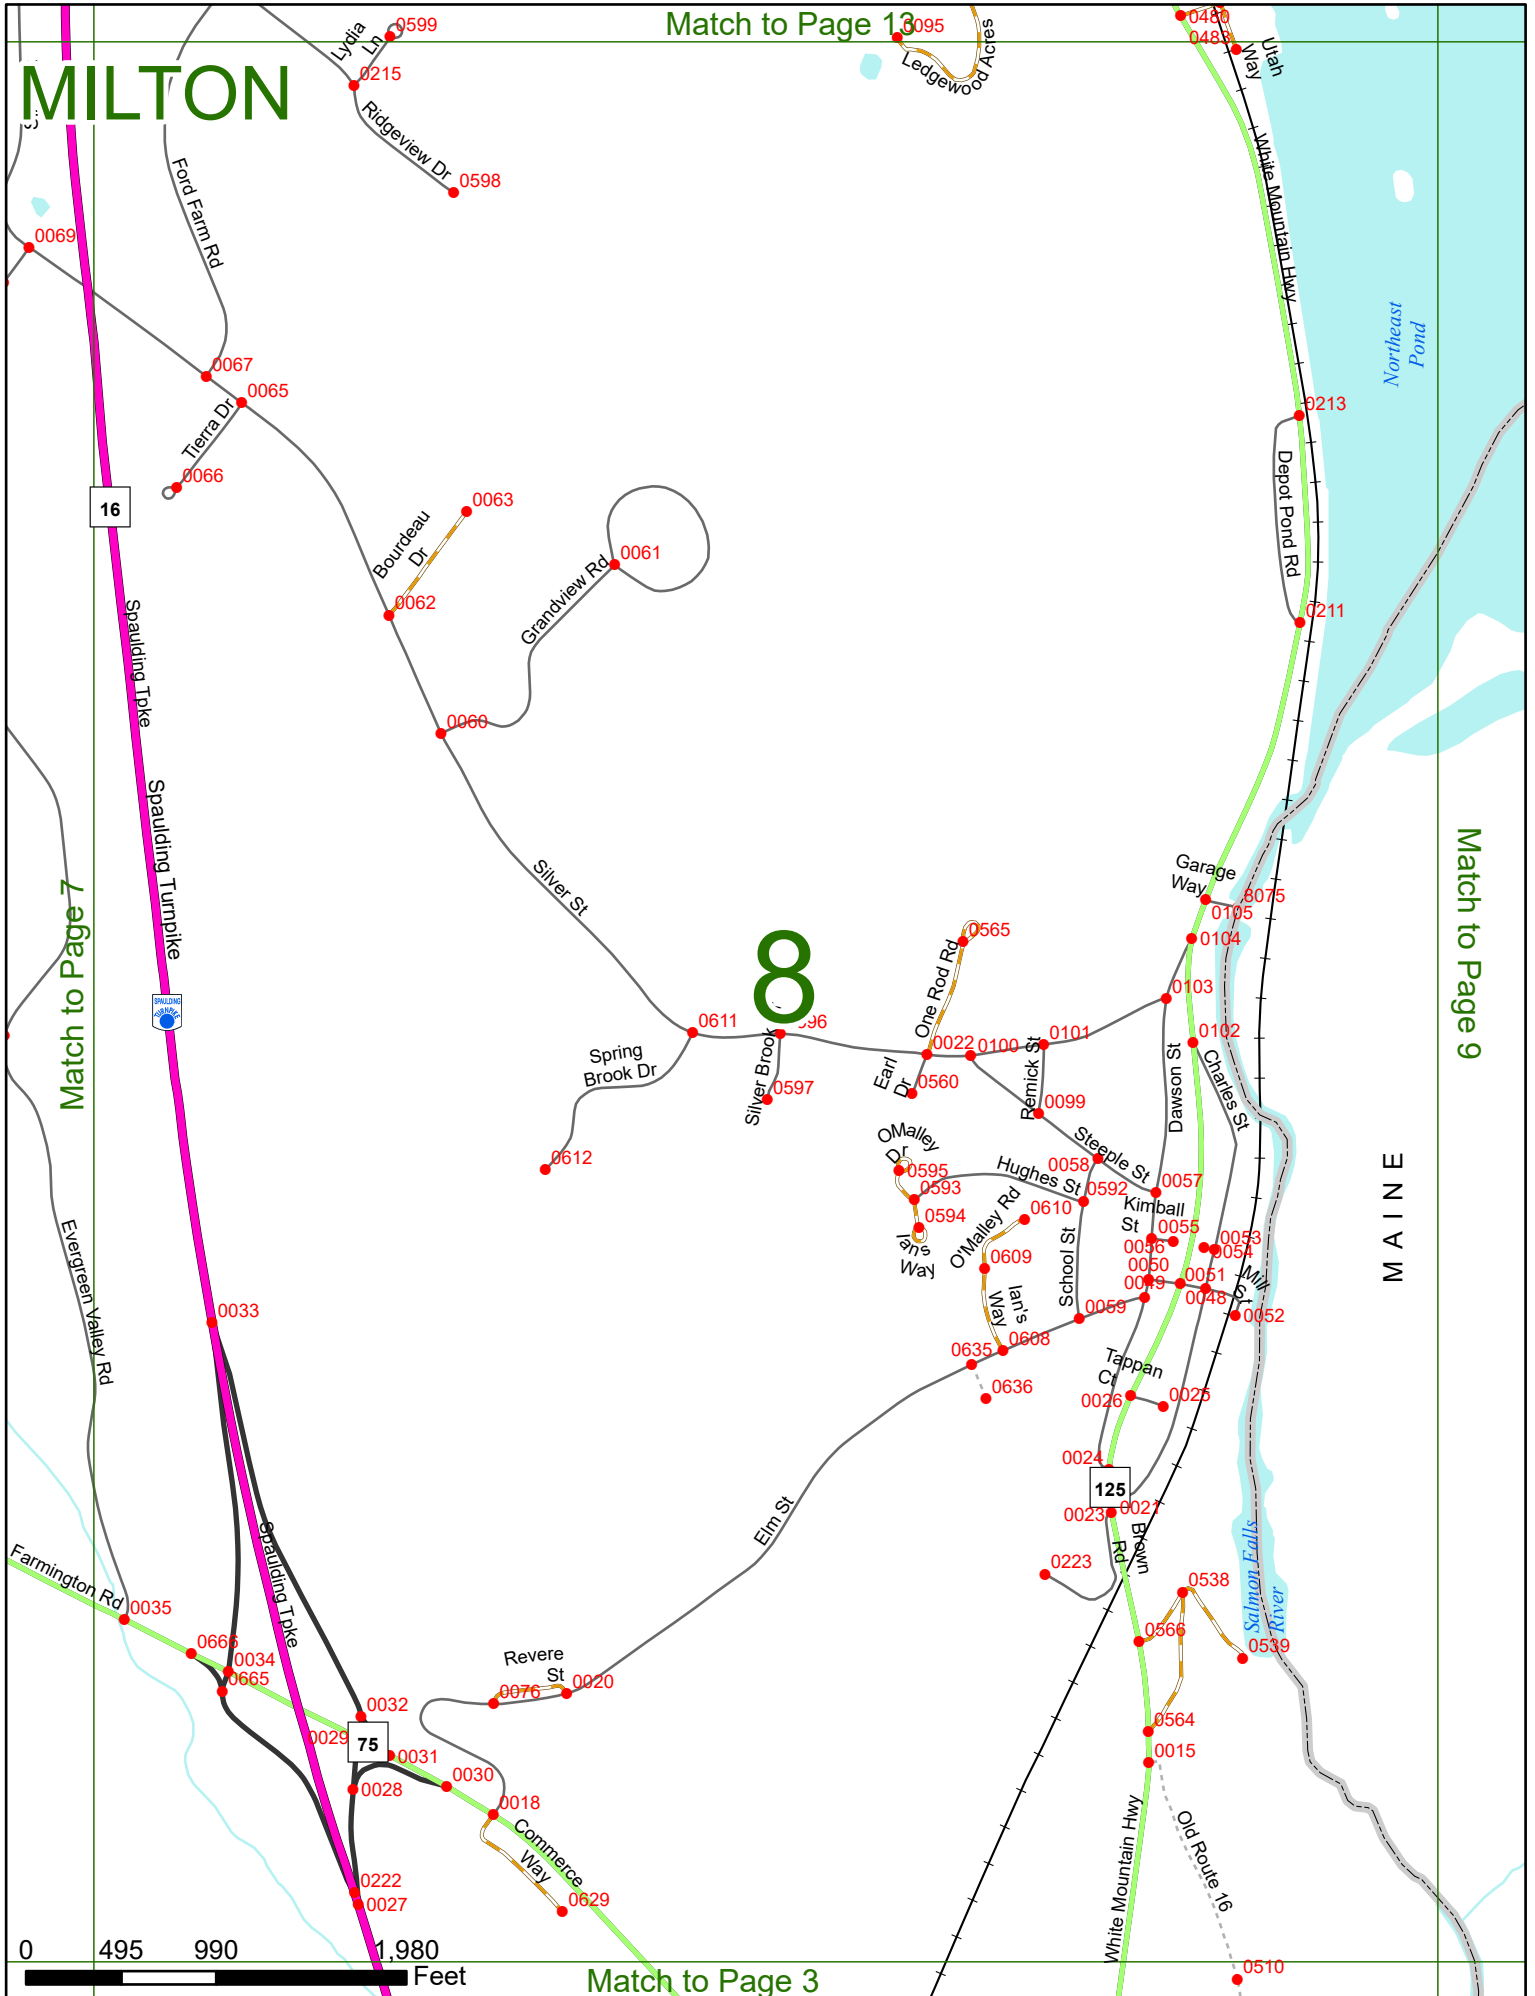 Match to Page 13
MILTON
0599
Lydia
Ln
0215
Ridgeview Dr
0598
0095
Ledgewood Acres
0480
0483
Utah
Way
White Mountain Hwy
Ford Farm Rd
0069
0067
0065
Tierra Dr
0066
16
Northeast
Pond
0213
Depot Pond Rd
0211
0063
Bourdeau
Dr
0062
0061
Grandview Rd
0060
Spaulding Tpke
Spaulding Turnpike
SPAULDING
TURNPIKE
Match to Page 7
Match to Page 9
Silver St
8
Garage
Way
8075
0105
0104
0103
0102
0565
One Rod Rd
0611
Spring
Brook Dr
0612
Silver Brook
0597
0022
0100
0101
Earl
Dr
0560
Remick St
0099
Dawson St
Charles St
OMalley
Dr
0595
0593
0594
Ian's
Way
Hughes St
0058
Steeple St
0592
0057
Kimball
St
0055
0056
0053
0054
0610
O'Malley Rd
0609
Ian's
Way
School St
0050
0049
0051
0048
Milk
St
0052
0059
0608
0635
0636
Tappan
Ct
0026
0025
0024
125
0021
0023
Brown
Rd
0223
MAINE
Evergreen Valley Rd
0033
Elm St
Spaulding Tpke
Farmington Rd
0035
0666
0034
0665
0032
0029
75
0031
0030
0028
0018
Commerce
Way
0629
0222
0027
Revere
St
0076
0020
0538
0566
0539
Salmon Falls
River
0564
0015
White Mountain Hwy
Old Route 16
0510
0 495 990 1,980
Feet
Match to Page 3